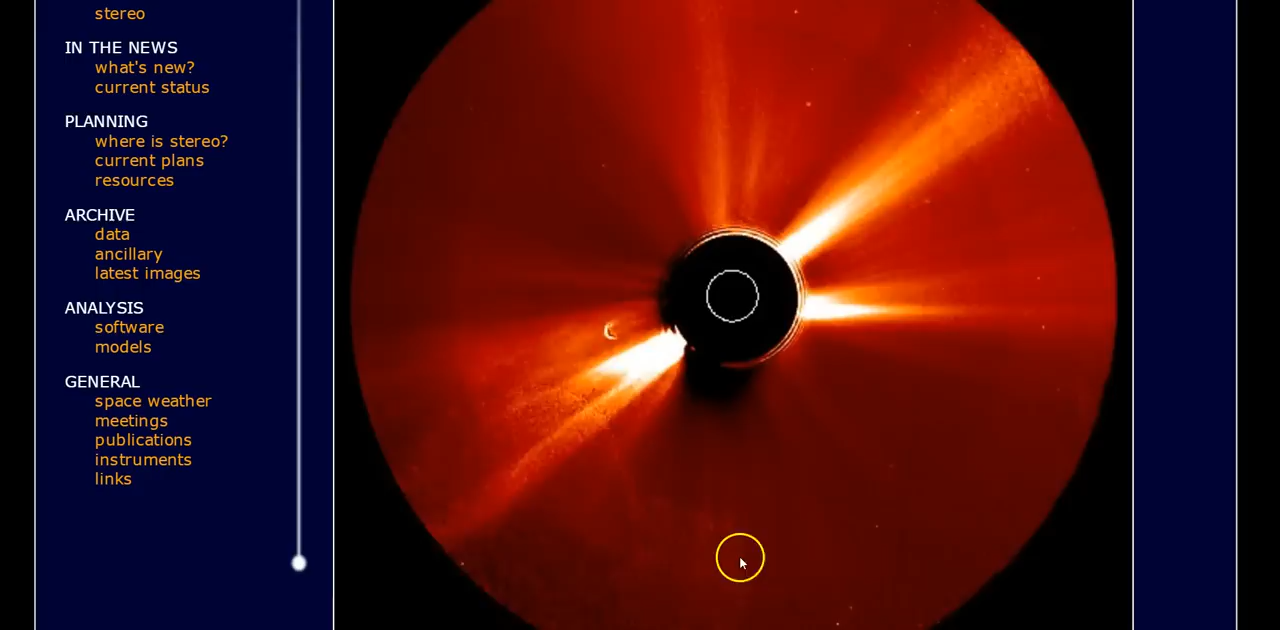 stereo
IN THE NEWS
what's new?
current status
PLANNING
where is stereo?
current plans
resources
ARCHIVE
data
ancillary
latest images
ANALYSIS
software
models
GENERAL
space weather
meetings
publications
instruments
links